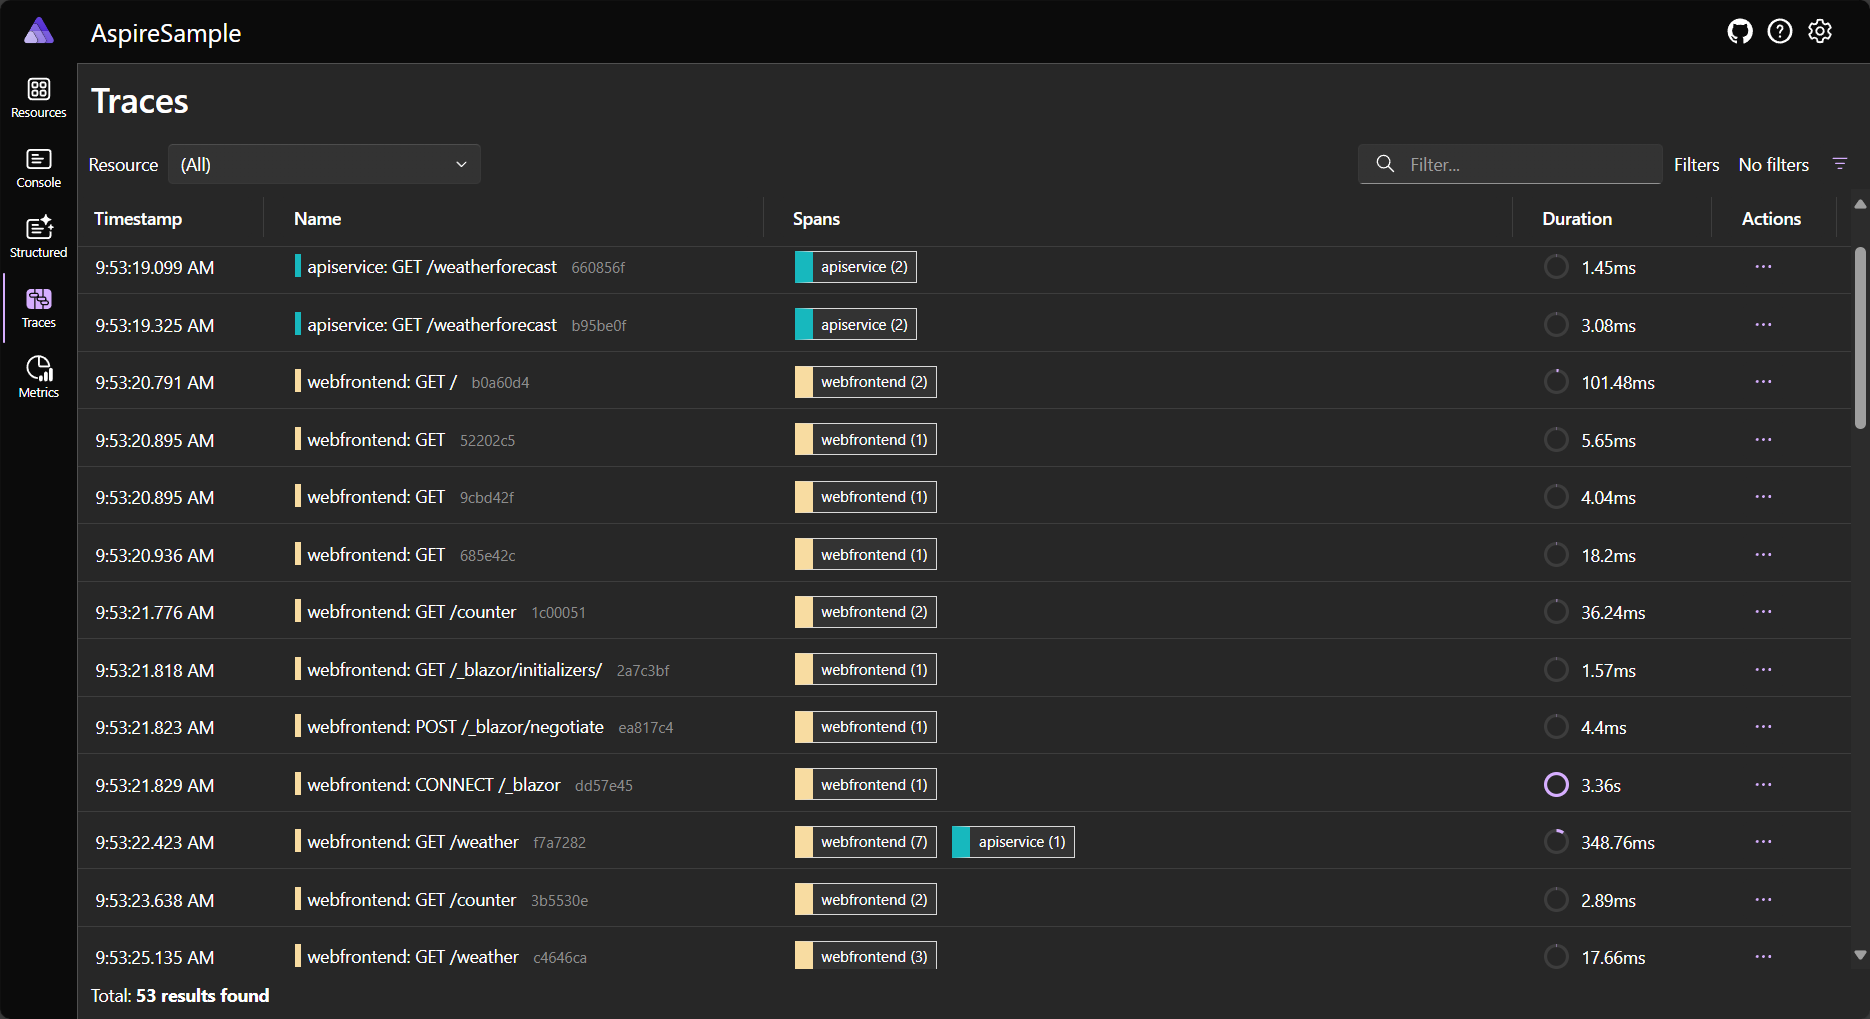 AspireSample
Resources
Console
Structured
Traces
Metrics
Traces
Resource (All) Filter... Filters No filters
Timestamp Name Spans Duration Actions
9:53:19.099 AM apiservice: GET /weatherforecast 660856f apiservice (2) 1.45ms ...
9:53:19.325 AM apiservice: GET /weatherforecast b95be0f apiservice (2) 3.08ms ...
9:53:20.791 AM webfrontend: GET / b0a60d4 webfrontend (2) 101.48ms ...
9:53:20.895 AM webfrontend: GET 52202c5 webfrontend (1) 5.65ms ...
9:53:20.895 AM webfrontend: GET 9cbd42f webfrontend (1) 4.04ms ...
9:53:20.936 AM webfrontend: GET 685e42c webfrontend (1) 18.2ms ...
9:53:21.776 AM webfrontend: GET /counter 1c00051 webfrontend (2) 36.24ms ...
9:53:21.818 AM webfrontend: GET /_blazor/initializers/ 2a7c3bf webfrontend (1) 1.57ms ...
9:53:21.823 AM webfrontend: POST /_blazor/negotiate ea817c4 webfrontend (1) 4.4ms ...
9:53:21.829 AM webfrontend: CONNECT /_blazor dd57e45 webfrontend (1) 3.36s ...
9:53:22.423 AM webfrontend: GET /weather f7a7282 webfrontend (7) apiservice (1) 348.76ms ...
9:53:23.638 AM webfrontend: GET /counter 3b5530e webfrontend (2) 2.89ms ...
9:53:25.135 AM webfrontend: GET /weather c4646ca webfrontend (3) 17.66ms ...
Total: 53 results found